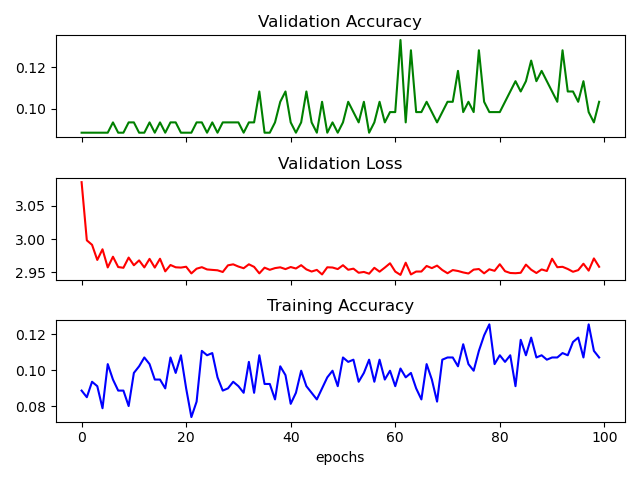 Validation Accuracy
0.12
0.10
Validation Loss
3.05
3.00
2.95
Training Accuracy
0.12
0.10
0.08
0 20 40 60 80 100
epochs